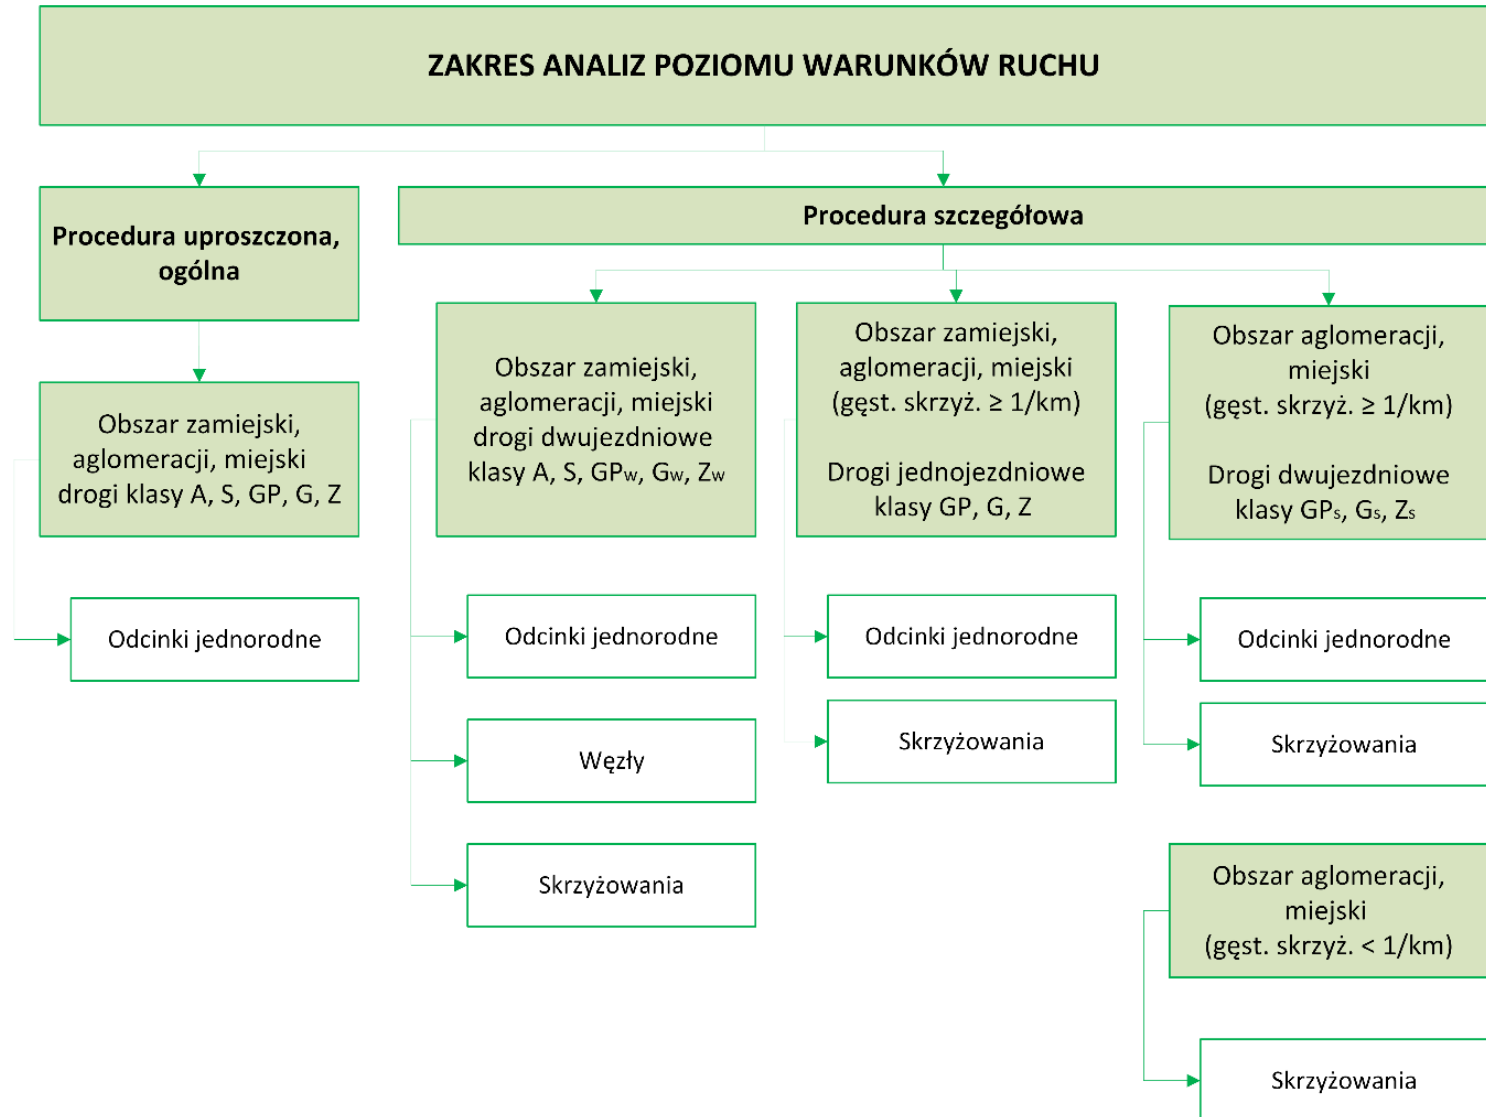 ZAKRES ANALIZ POZIOMU WARUNKÓW RUCHU
Procedura uproszczona,
ogólna
Procedura szczegółowa
Obszar zamiejski,
aglomeracji, miejski
drogi klasy A, S, GP, G, Z
Odcinki jednorodne
Obszar zamiejski,
aglomeracji, miejski
drogi dwujezdniowe
klasy A, S, GPw, Gw, Zw
Odcinki jednorodne
Węzły
Skrzyżowania
Obszar zamiejski,
aglomeracji, miejski
(gęst. skrzyż. ≥ 1/km)
Drogi jednojezdniowe
klasy GP, G, Z
Odcinki jednorodne
Skrzyżowania
Obszar aglomeracji,
miejski
(gęst. skrzyż. ≥ 1/km)
Drogi dwujezdniowe
klasy GPs, Gs, Zs
Odcinki jednorodne
Skrzyżowania
Obszar aglomeracji,
miejski
(gęst. skrzyż. < 1/km)
Skrzyżowania